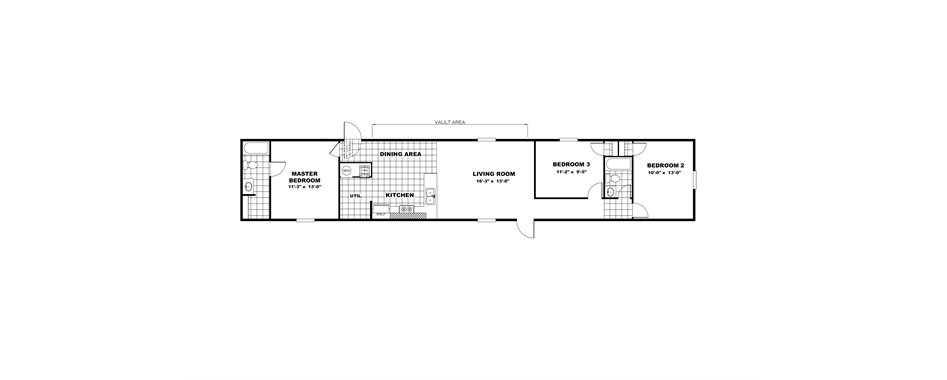 VAULT AREA
DINING AREA
MASTER
BEDROOM
11'-3" x 13'-0"
UTIL
KITCHEN
LIVING ROOM
16'-3" x 13'-0"
BEDROOM 3
11'-2" x 9'-5"
BEDROOM 2
10'-0" x 13'-0"